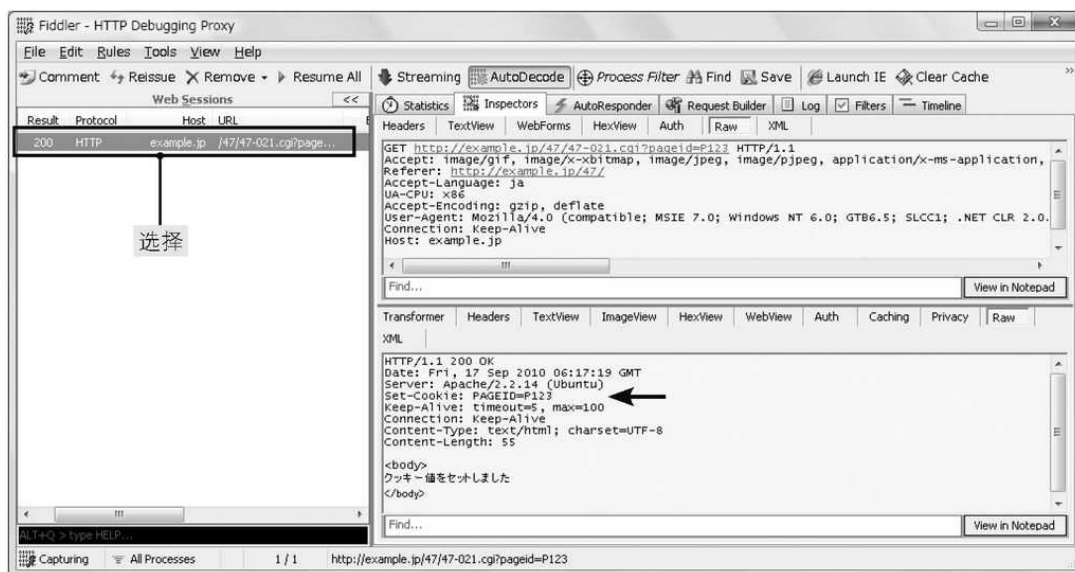 Fiddler - HTTP Debugging Proxy
File Edit Rules Tools View Help
Comment Reissue Remove Resume All Streaming AutoDecode Process Filter Find Save Launch IE Clear Cache »
Web Sessions <<
Result Protocol Host URL
200 HTTP example.jp /47/47-021.cgi?page...
选择
Statistics Inspectors AutoResponder Request Builder Log Filters Timeline
Headers TextView WebForms HexView Auth Raw XML
GET http://example.jp/47/47-021.cgi?pageid=P123 HTTP/1.1
Accept: image/gif, image/x-xbitmap, image/jpeg, image/pjpeg, application/x-ms-application,
Referer: http://example.jp/47/
Accept-Language: ja
UA-CPU: x86
Accept-Encoding: gzip, deflate
User-Agent: Mozilla/4.0 (compatible; MSIE 7.0; Windows NT 6.0; GTB6.5; SLCC1; .NET CLR 2.0.
Connection: Keep-Alive
Host: example.jp
Find... View in Notepad
Transformer Headers TextView ImageView HexView WebView Auth Caching Privacy Raw
XML
HTTP/1.1 200 OK
Date: Fri, 17 Sep 2010 06:17:19 GMT
Server: Apache/2.2.14 (Ubuntu)
Set-Cookie: PAGEID=P123
Keep-Alive: timeout=5, max=100
Connection: Keep-Alive
Content-Type: text/html; charset=UTF-8
Content-Length: 55
<body>
クッキー値をセットしました
</body>
Find... View in Notepad
ALT+Q > type HELP...
Capturing All Processes 1 / 1 http://example.jp/47/47-021.cgi?pageid=P123